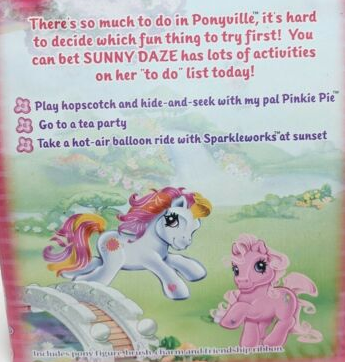 There's so much to do in Ponyville,™ it's hard
to decide which fun thing to try first! You
can bet SUNNY DAZE has lots of activities
on her "to do" list today!
Play hopscotch and hide-and-seek with my pal Pinkie Pie™
Go to a tea party
Take a hot-air balloon ride with Sparkleworks™ at sunset
Includes pony figure, brush, charm and friendship ribbon.